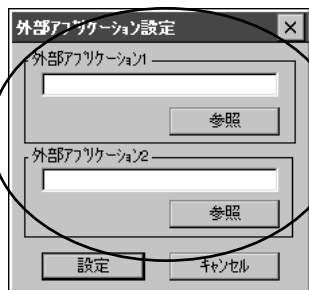 外部アプリケーション設定
外部アプリケーション1
参照
外部アプリケーション2
参照
設定
キャンセル